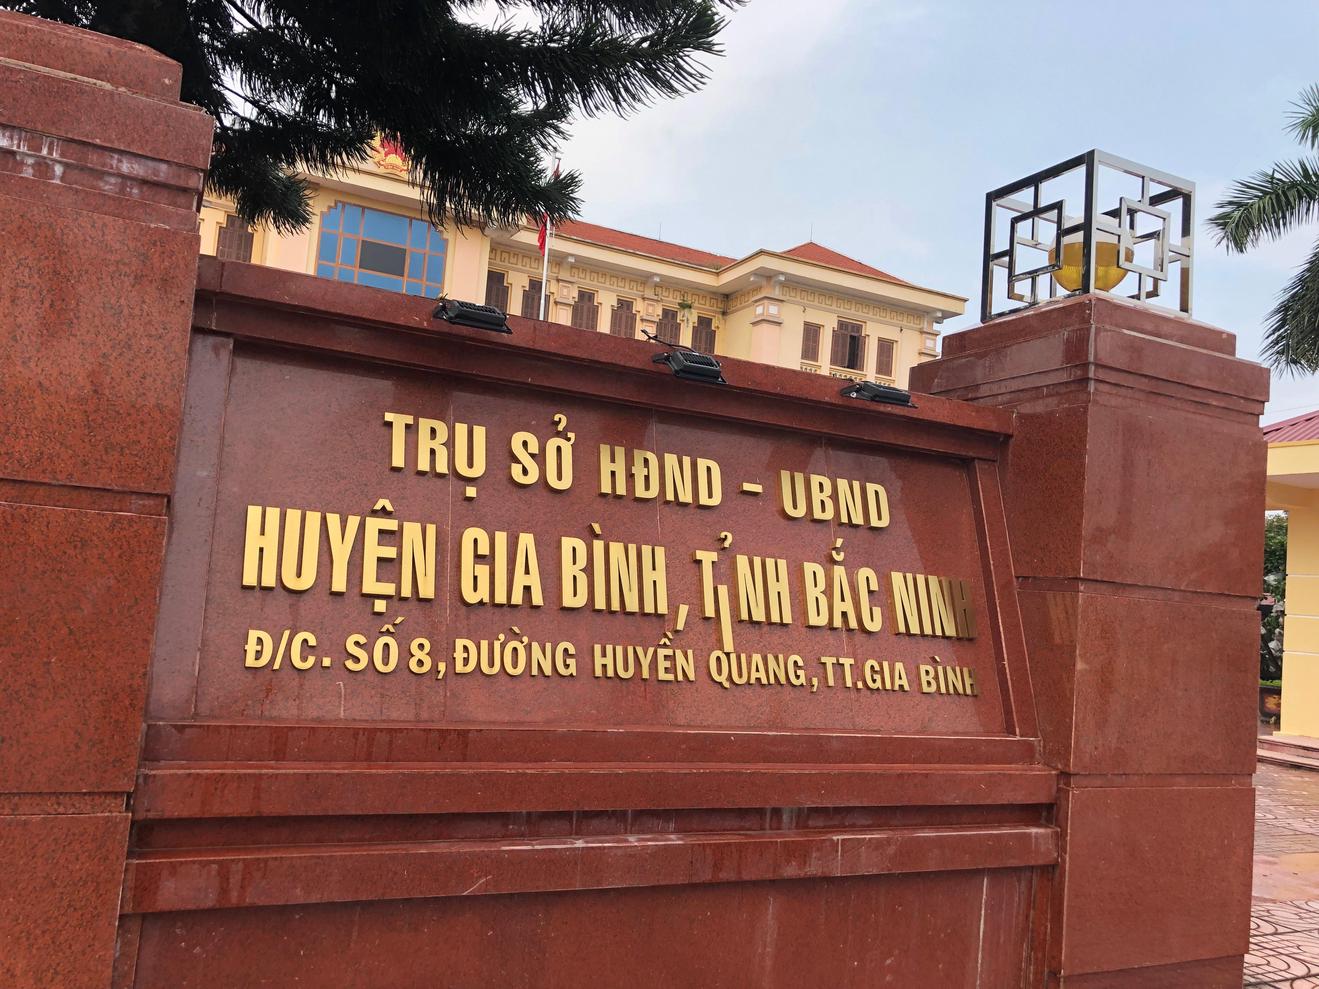 TRỤ SỞ HĐND - UBND
HUYỆN GIA BÌNH, TỈNH BẮC NINH
Đ/C. SỐ 8, ĐƯỜNG HUYỀN QUANG, TT.GIA BÌNH